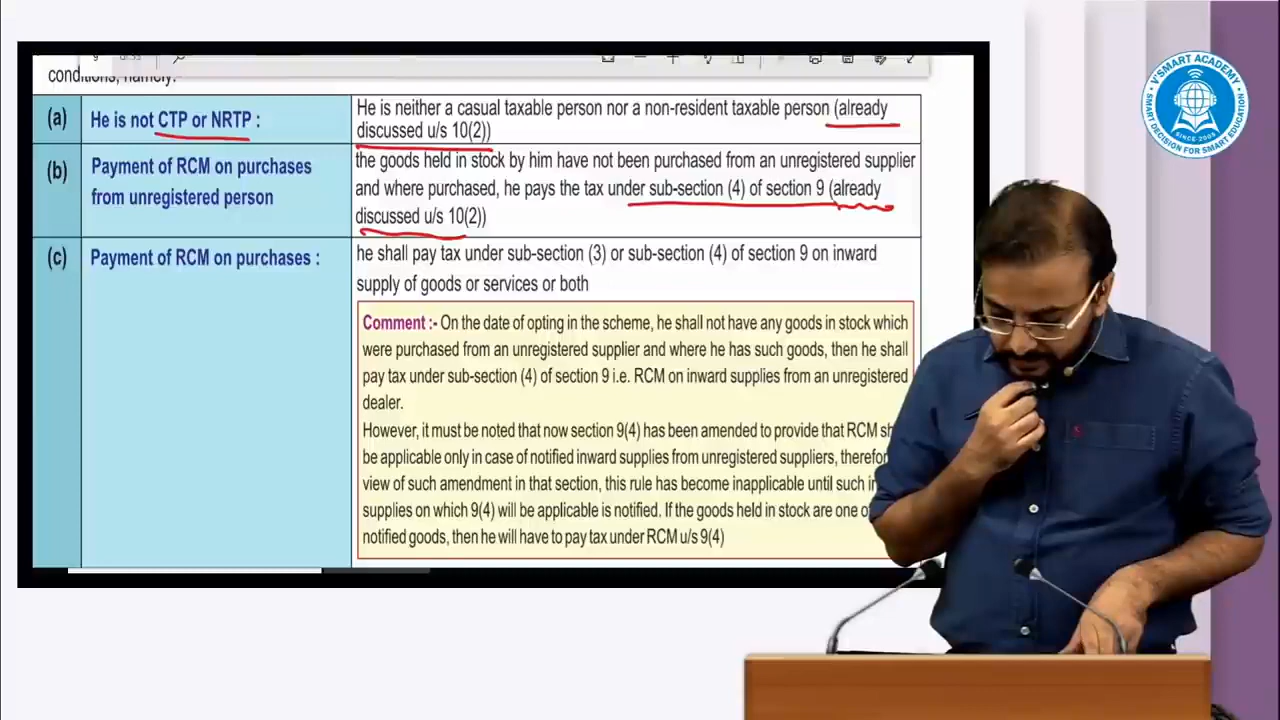 conditions, namely:
(a)
He is not CTP or NRTP :
He is neither a casual taxable person nor a non-resident taxable person (already
discussed u/s 10(2))
(b)
Payment of RCM on purchases
from unregistered person
the goods held in stock by him have not been purchased from an unregistered supplier
and where purchased, he pays the tax under sub-section (4) of section 9 (already
discussed u/s 10(2))
(c)
Payment of RCM on purchases :
he shall pay tax under sub-section (3) or sub-section (4) of section 9 on inward
supply of goods or services or both
Comment :- On the date of opting in the scheme, he shall not have any goods in stock which
were purchased from an unregistered supplier and where he has such goods, then he shall
pay tax under sub-section (4) of section 9 i.e. RCM on inward supplies from an unregistered
dealer.
However, it must be noted that now section 9(4) has been amended to provide that RCM
be applicable only in case of notified inward supplies from unregistered suppliers,
view of such amendment in that section, this rule has become inapplicable until such
supplies on which 9(4) will be applicable is notified. If the goods held in stock are one
notified goods, then he will have to pay tax under RCM u/s 9(4)
V'SMART ACADEMY
SMART DECISION FOR SMART
SINCE 2005